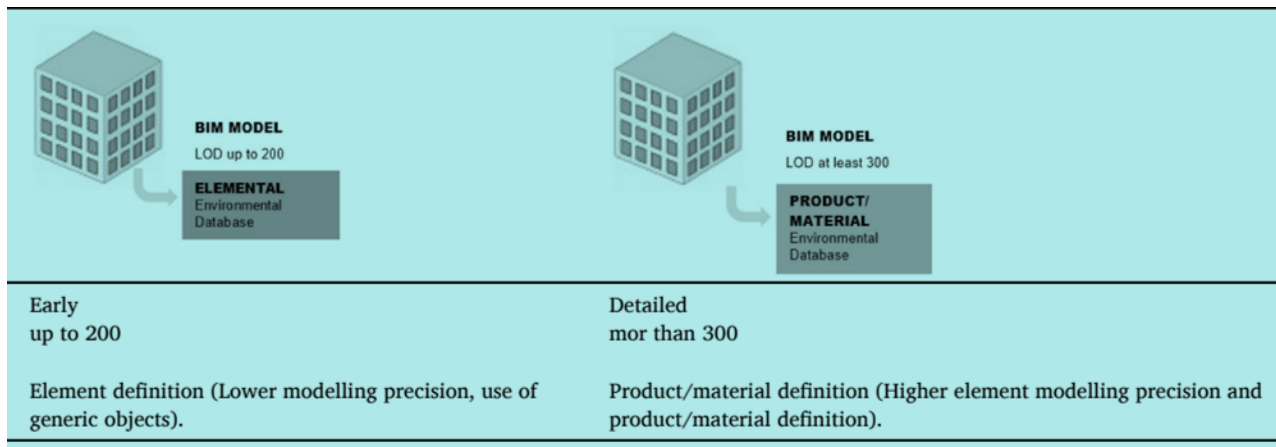 BIM MODEL
LOD up to 200
ELEMENTAL
Environmental
Database
BIM MODEL
LOD at least 300
PRODUCT/
MATERIAL
Environmental
Database
Early
up to 200
Element definition (Lower modelling precision, use of
generic objects).
Detailed
mor than 300
Product/material definition (Higher element modelling precision and
product/material definition).